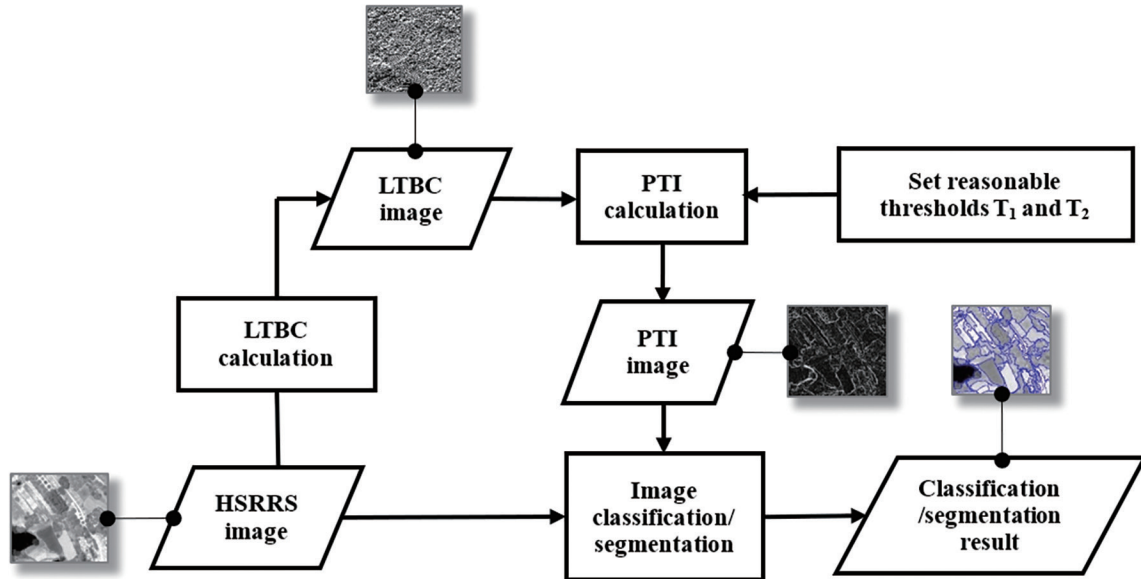 LTBC
image
PTI
calculation
Set reasonable
thresholds T₁ and T₂
LTBC
calculation
PTI
image
HSRRS
image
Image
classification/
segmentation
Classification
/segmentation
result